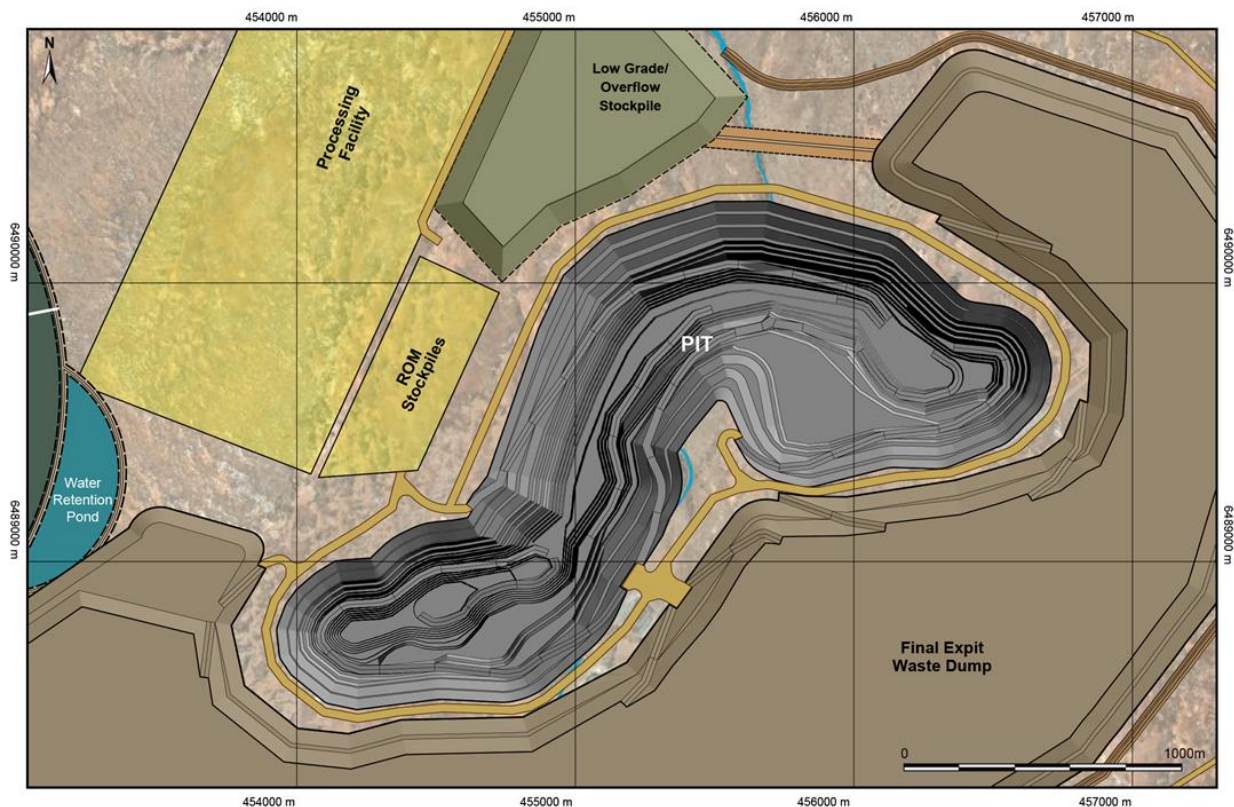 454000 m
455000 m
456000 m
457000 m
N
Low Grade/
Overflow
Stockpile
Processing
Facility
6490000 m
6490000 m
PIT
ROM
Stockpiles
Water
Retention
Pond
6489000 m
6489000 m
Final Expit
Waste Dump
0
1000m
454000 m
455000 m
456000 m
457000 m